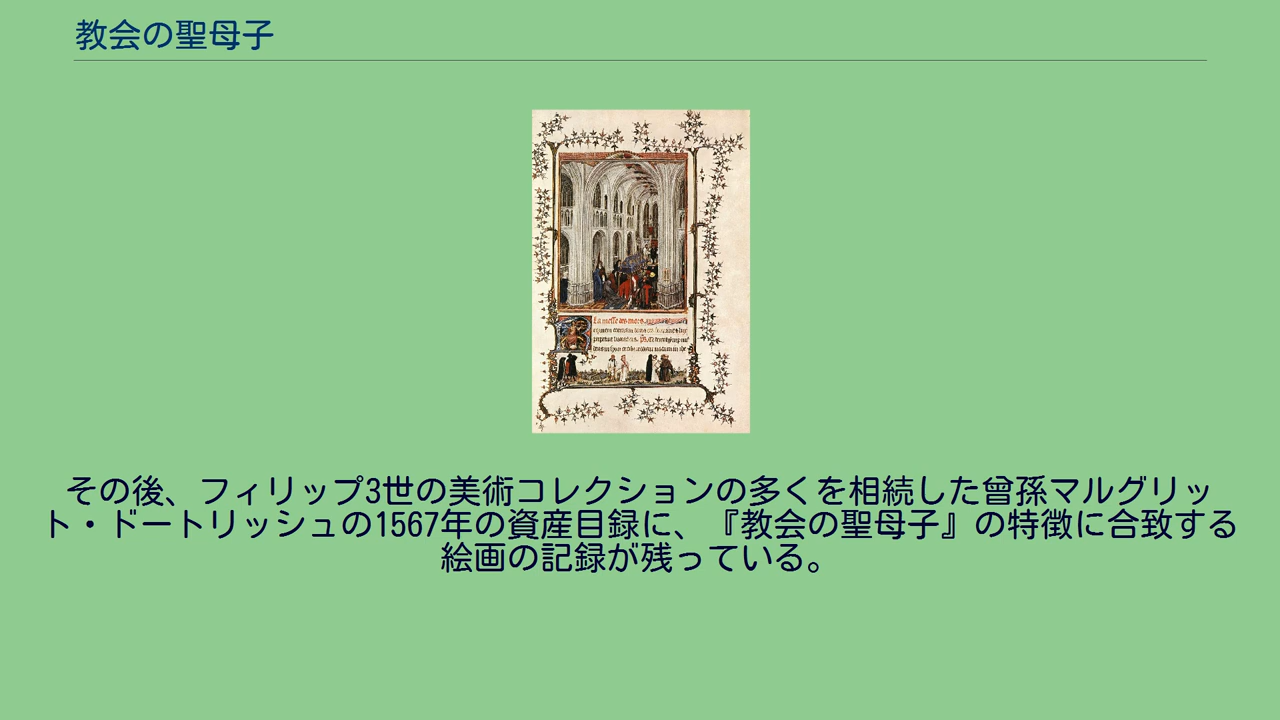 教会の聖母子
その後、フィリップ3世の美術コレクションの多くを相続した曾孫マルグリッ
ト・ドートリッシュの1567年の資産目録に、『教会の聖母子』の特徴に合致する
絵画の記録が残っている。